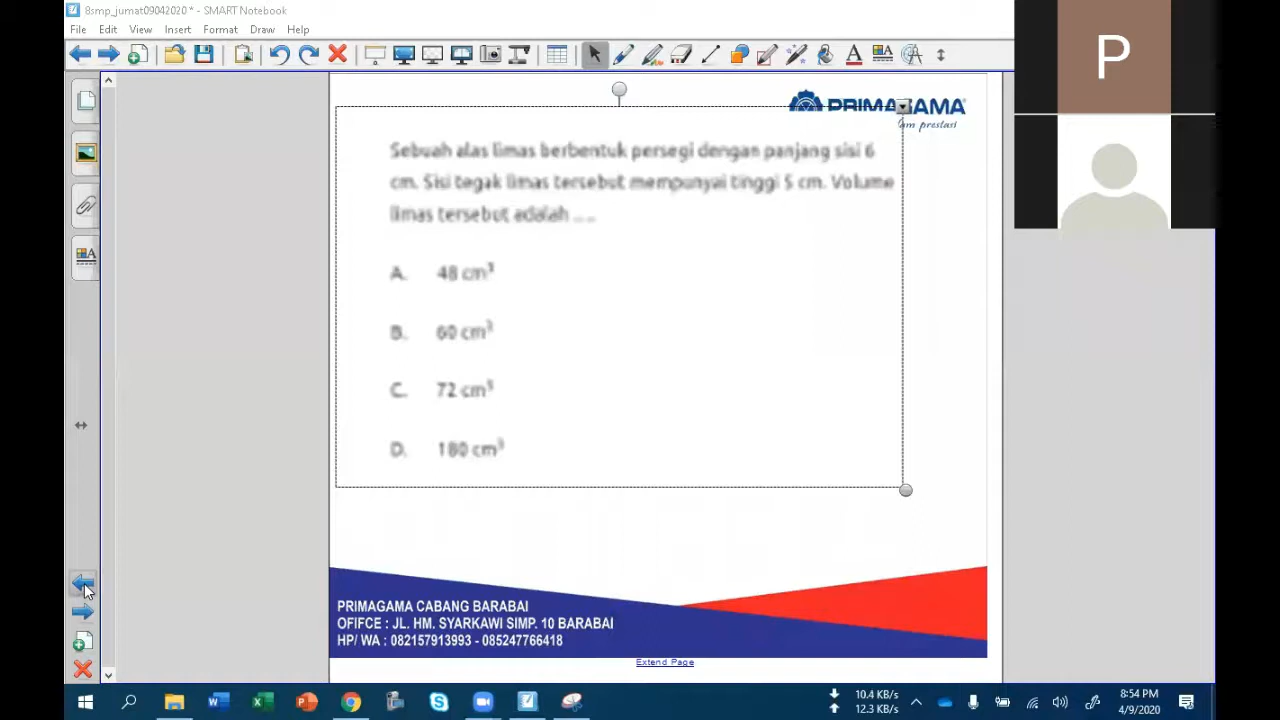 8smp_jumat09042020 * - SMART Notebook
File Edit View Insert Format Draw Help
P
PRIMAGAMA
am prestasi
Sebuah alas limas berbentuk persegi dengan panjang sisi 6
cm. Sisi tegak limas tersebut mempunyai tinggi 5 cm. Volume
limas tersebut adalah ....
A. 48 cm³
B. 60 cm³
C. 72 cm³
D. 180 cm³
PRIMAGAMA CABANG BARABAI
OFIFCE : JL. HM. SYARKAWI SIMP. 10 BARABAI
HP/ WA : 082157913993 - 085247766418
Extend Page
10.4 KB/s
12.3 KB/s
8:54 PM
4/9/2020